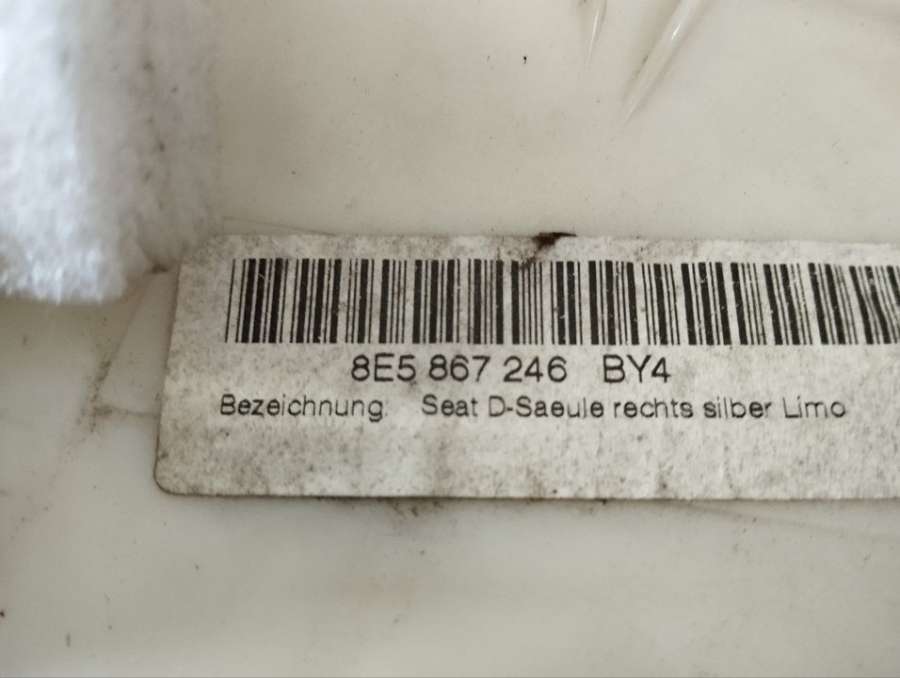 8E5 867 246 BY4
Bezeichnung: Seat D-Saeule rechts silber Limo